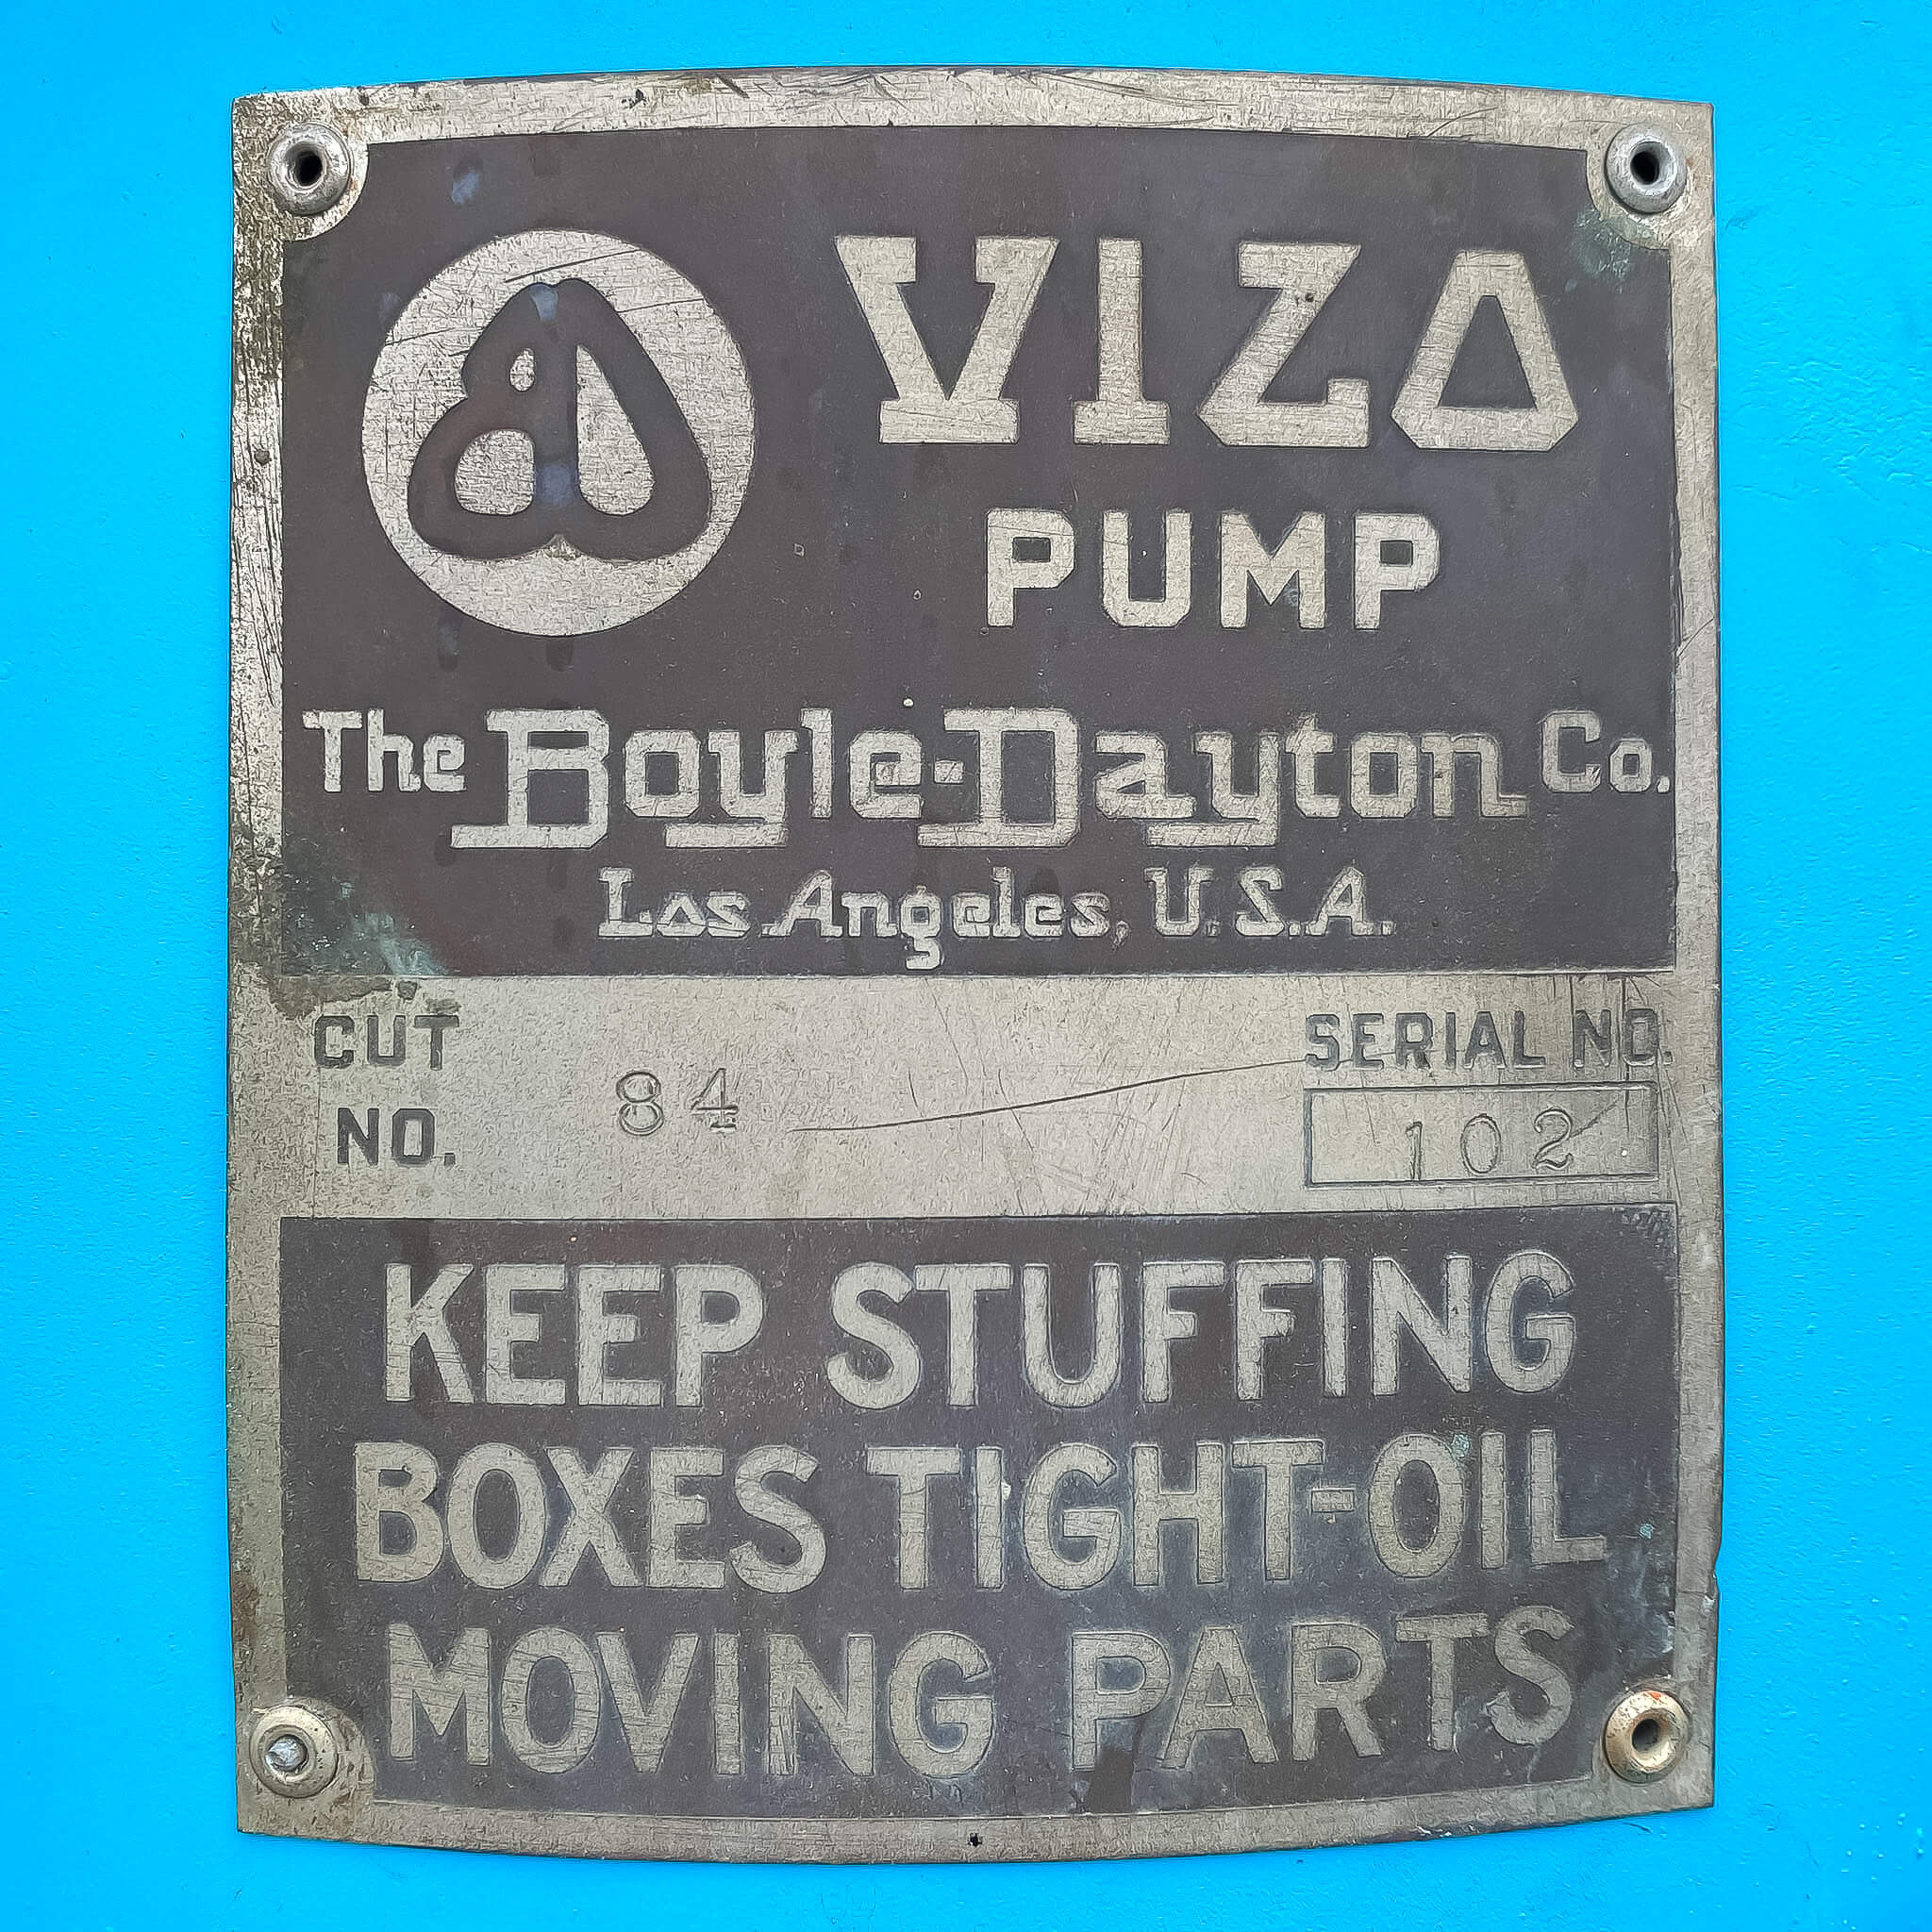 VIZA
PUMP
The Boyle-Dayton Co.
Los Angeles, U.S.A.
CUT
NO.
84
SERIAL NO.
102
KEEP STUFFING
BOXES TIGHT-OIL
MOVING PARTS